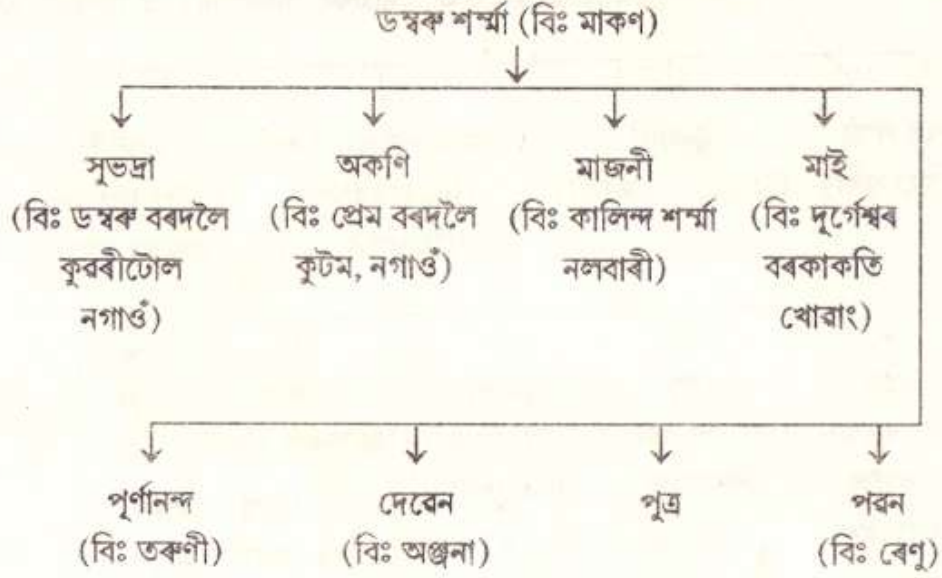 ডম্বৰু শৰ্ম্মা (বিঃ মাকণ)
সুভদ্ৰা অকণি মাজনী মাই
(বিঃ ডম্বৰু বৰদলৈ (বিঃ প্ৰেম বৰদলৈ (বিঃ কালিন্দ শৰ্ম্মা (বিঃ দূৰ্গেশ্বৰ
কুৱৰীটোল কুটম, নগাওঁ) নলবাৰী) বৰকাকতি
নগাওঁ) খোৱাং)
পূৰ্ণানন্দ দেৱেন পুত্ৰ পৱন
(বিঃ তৰুণী) (বিঃ অঞ্জনা) (বিঃ ৰেণু)